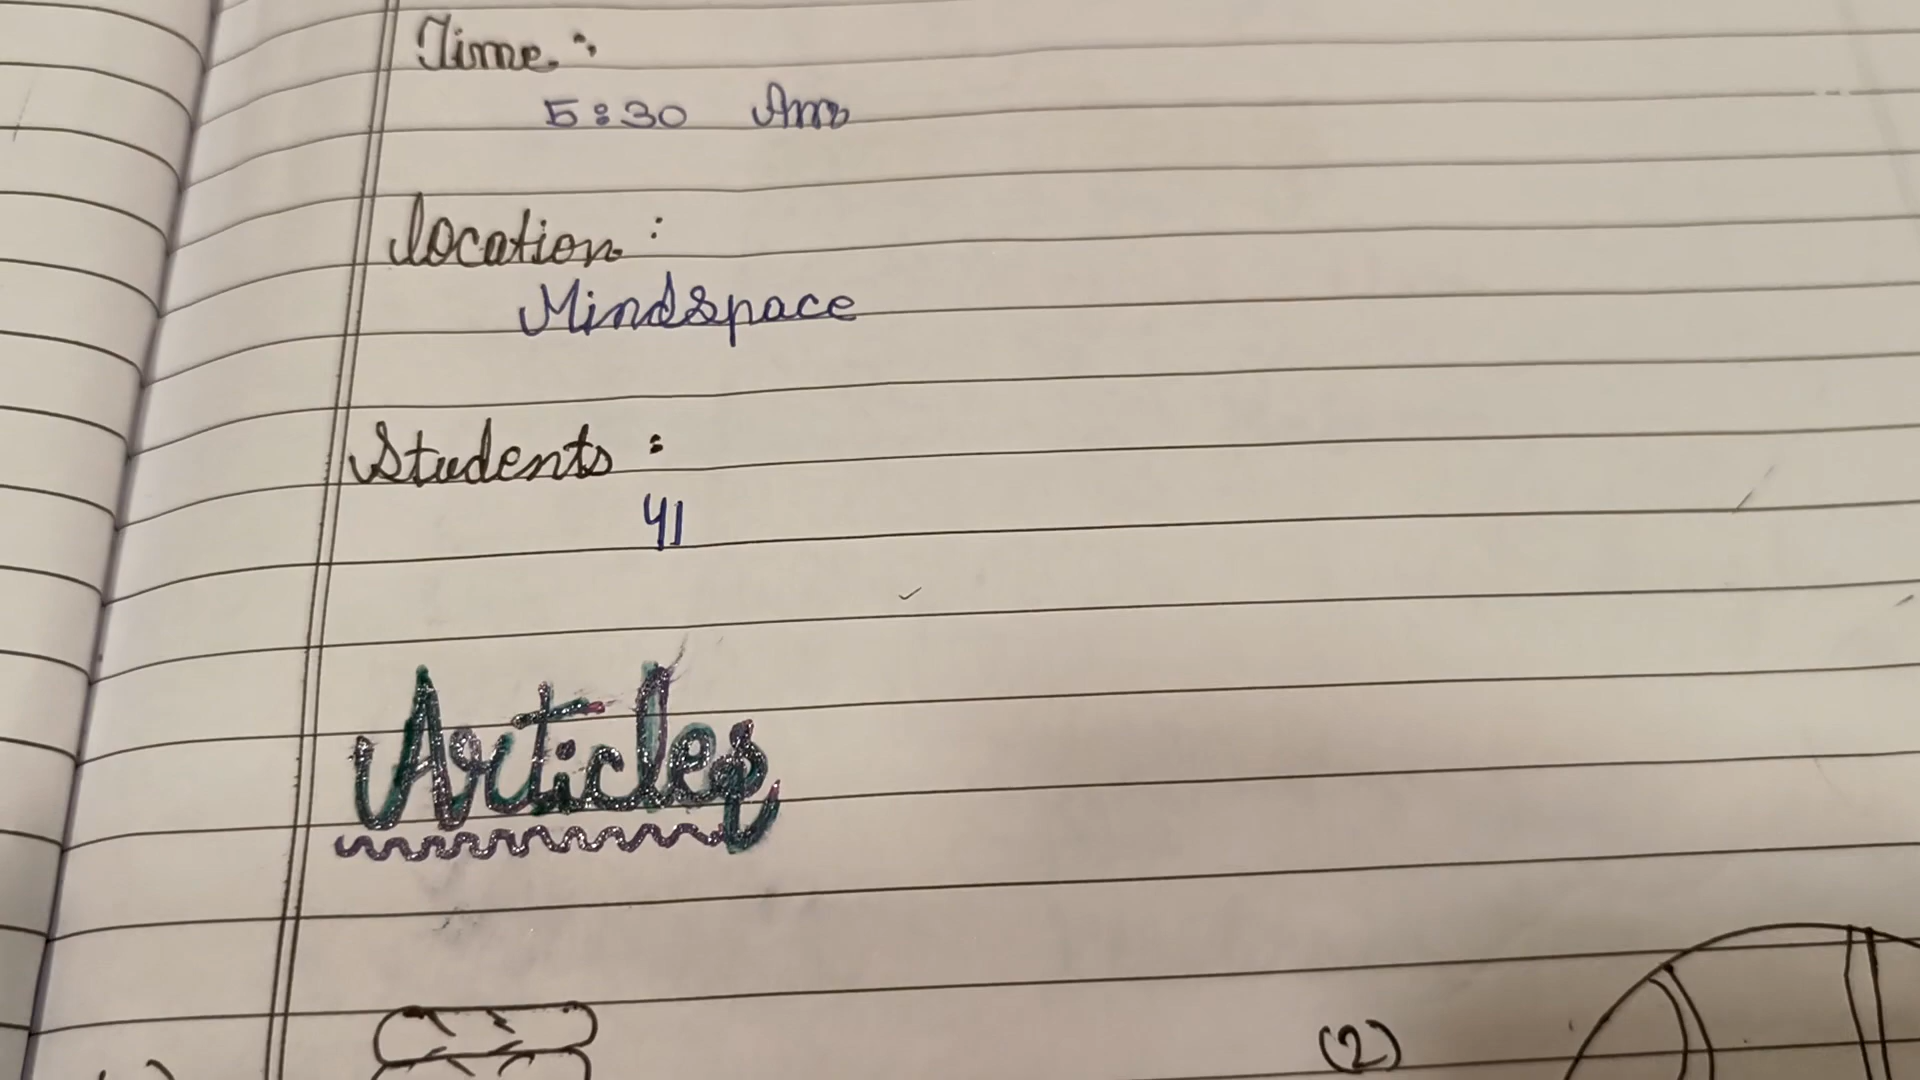 Time :
5:30 Am
location :
Mindspace
Students :
41
Articles
(2)